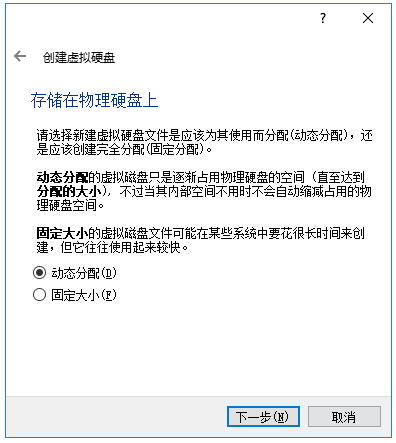 ?
创建虚拟硬盘
存储在物理硬盘上
请选择新建虚拟硬盘文件是应该为其使用而分配(动态分配)，还
是应该创建完全分配(固定分配)。
动态分配的虚拟磁盘只是逐渐占用物理硬盘的空间（直至达到
分配的大小），不过当其内部空间不用时不会自动缩减占用的物
理硬盘空间。
固定大小的虚拟磁盘文件可能在某些系统中要花很长时间来创
建，但它往往使用起来较快。
动态分配(D)
固定大小(F)
下一步(N)
取消